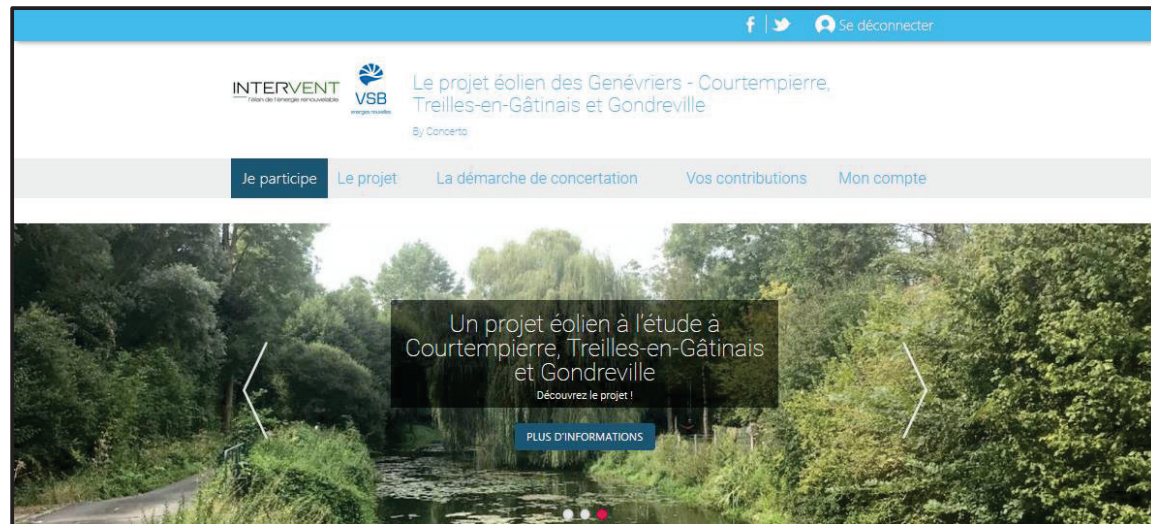 Se déconnecter
INTERVENT
l'élan de l'énergie renouvelable
VSB
énergies nouvelles
Le projet éolien des Genévriers - Courtempierre,
Treilles-en-Gâtinais et Gondreville
By Concerto
Je participe Le projet La démarche de concertation Vos contributions Mon compte
Un projet éolien à l'étude à
Courtempierre, Treilles-en-Gâtinais
et Gondreville
Découvrez le projet !
PLUS D'INFORMATIONS